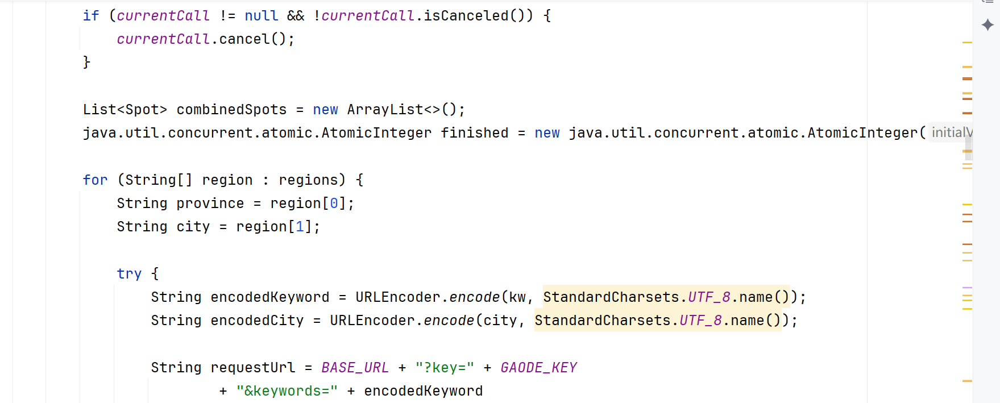 if (currentCall != null && !currentCall.isCanceled()) {
currentCall.cancel();
}
List<Spot> combinedSpots = new ArrayList<>();
java.util.concurrent.atomic.AtomicInteger finished = new java.util.concurrent.atomic.AtomicInteger( initialV
for (String[] region : regions) {
String province = region[0];
String city = region[1];
try {
String encodedKeyword = URLEncoder.encode(kw, StandardCharsets.UTF_8.name());
String encodedCity = URLEncoder.encode(city, StandardCharsets.UTF_8.name());
String requestUrl = BASE_URL + "?key=" + GAODE_KEY
+ "&keywords=" + encodedKeyword